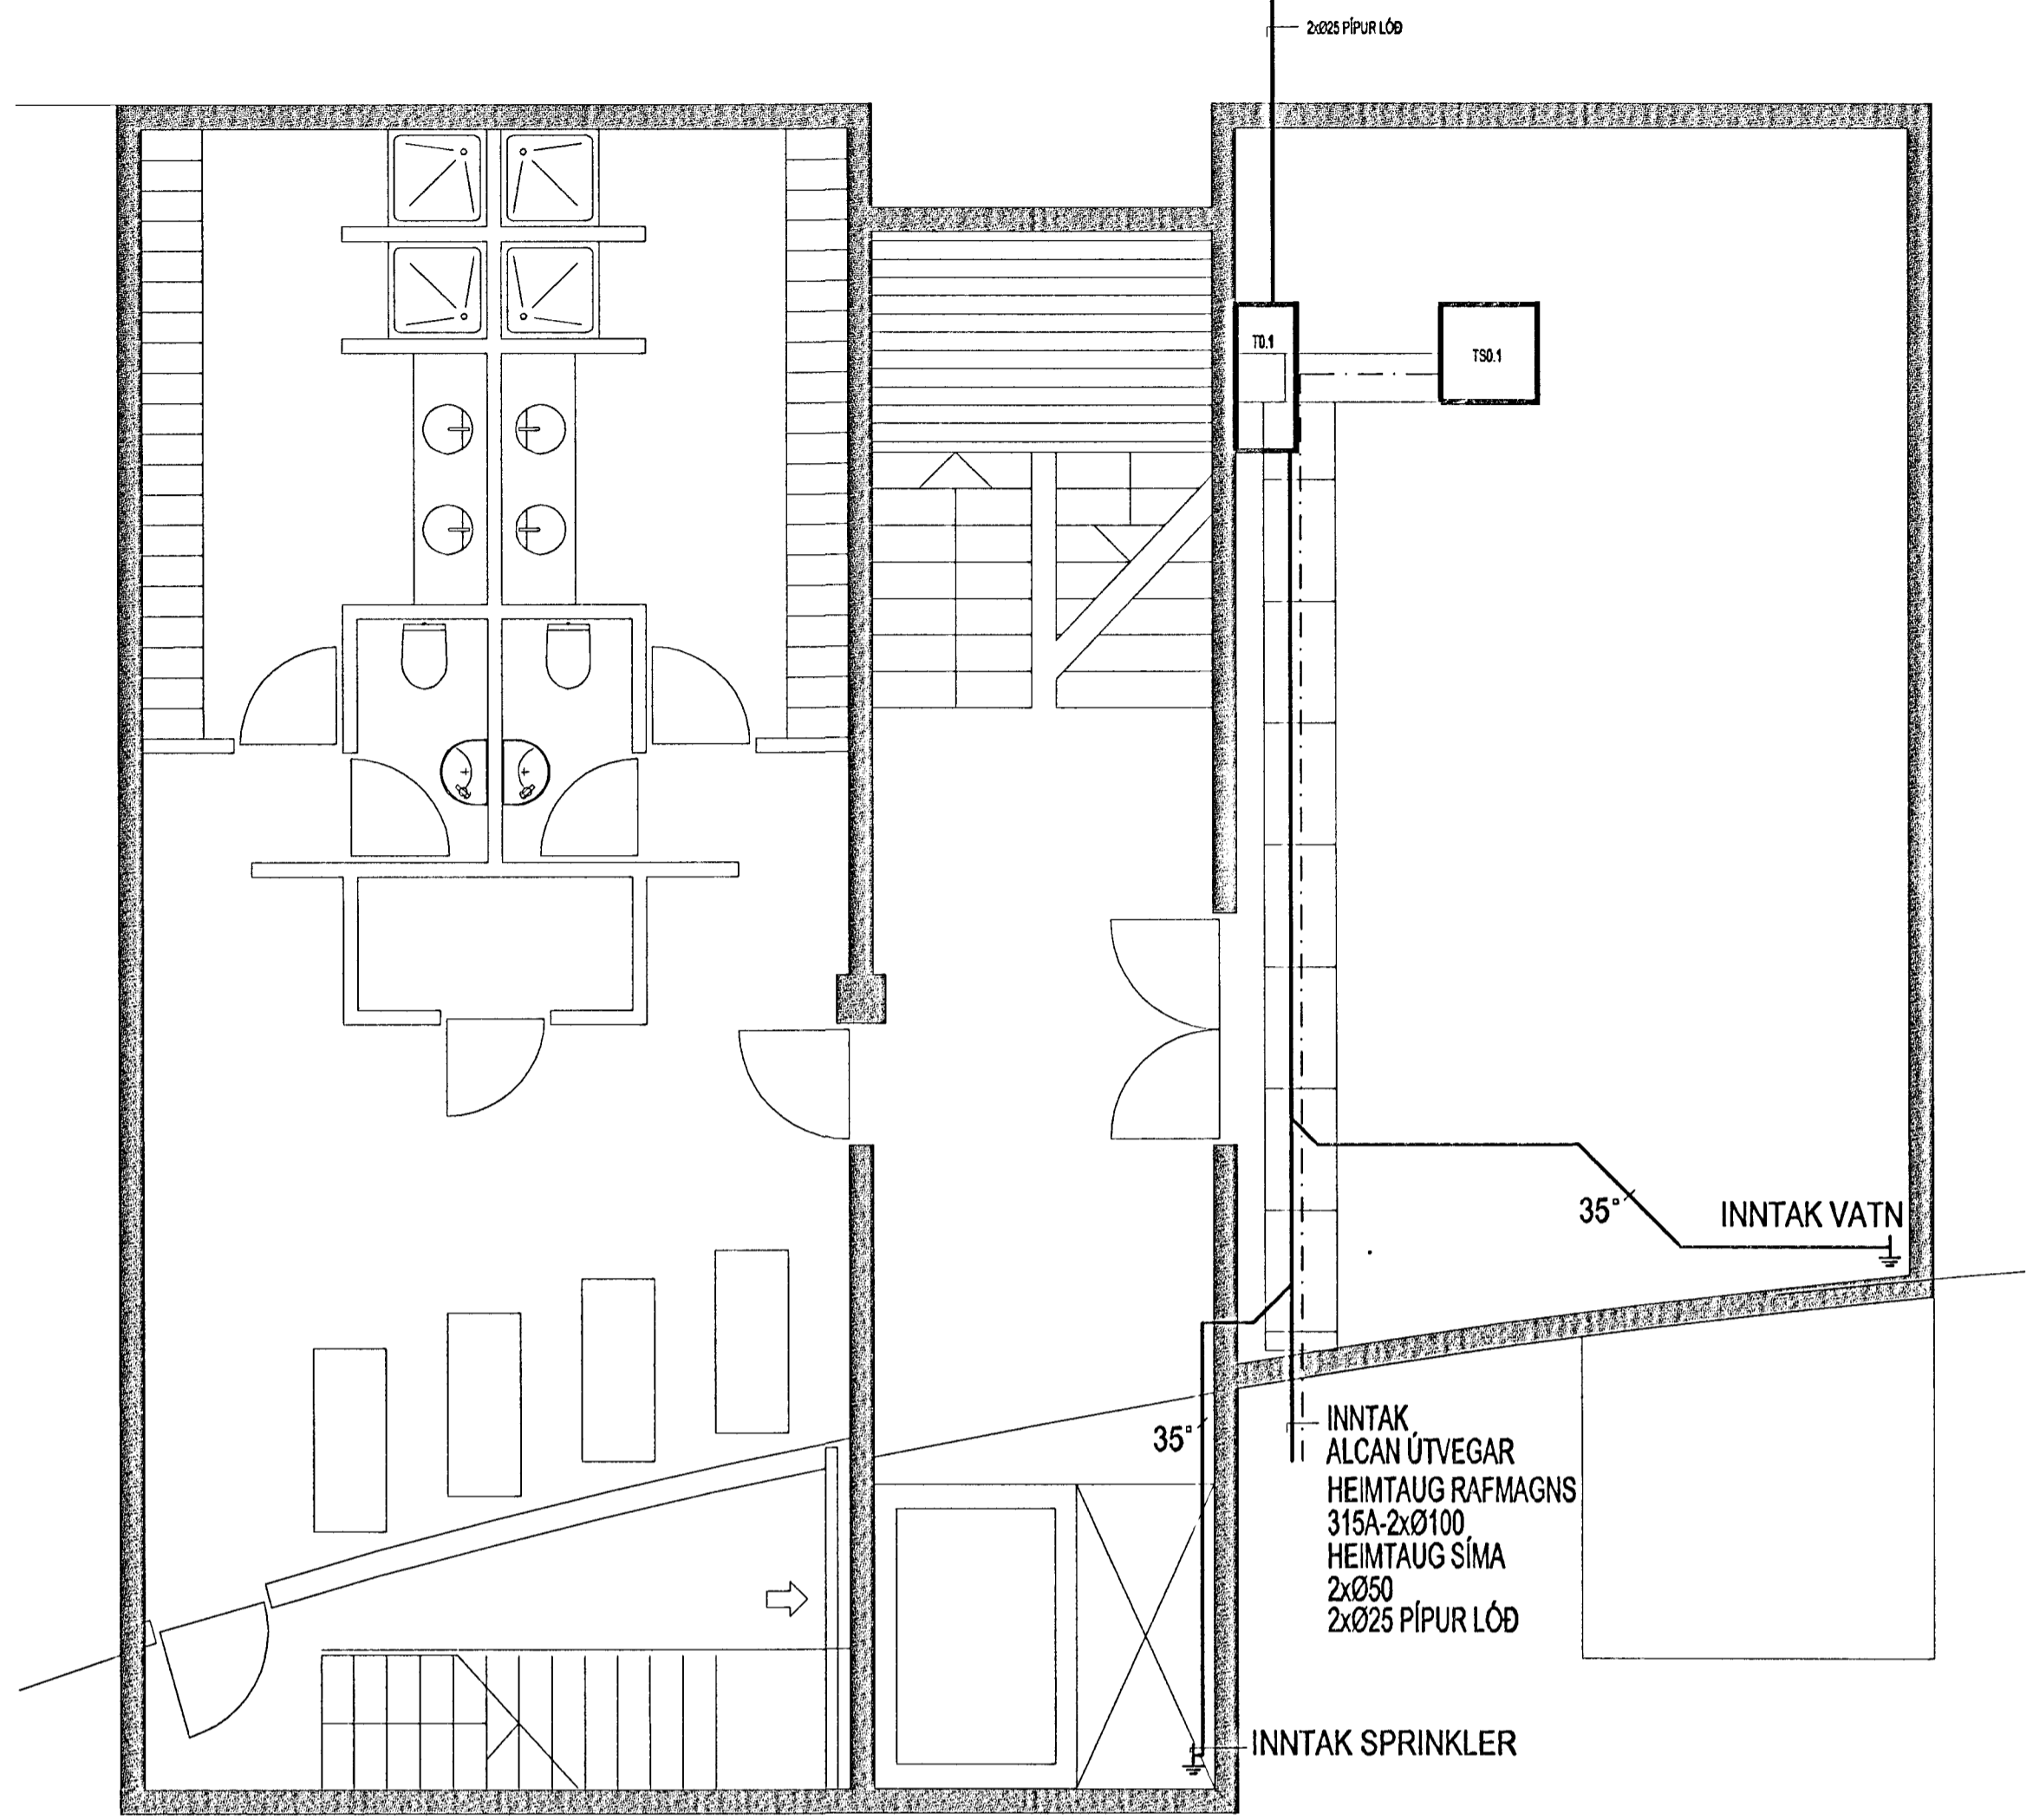 2xØ25 PÍPUR LÓÐ
T0.1
TS0.1
35°
INNTAK VATN
35°
INNTAK
ALCAN ÚTVEGAR
HEIMTAUG RAFMAGNS
315A-2xØ100
HEIMTAUG SÍMA
2xØ50
2xØ25 PÍPUR LÓÐ
INNTAK SPRINKLER